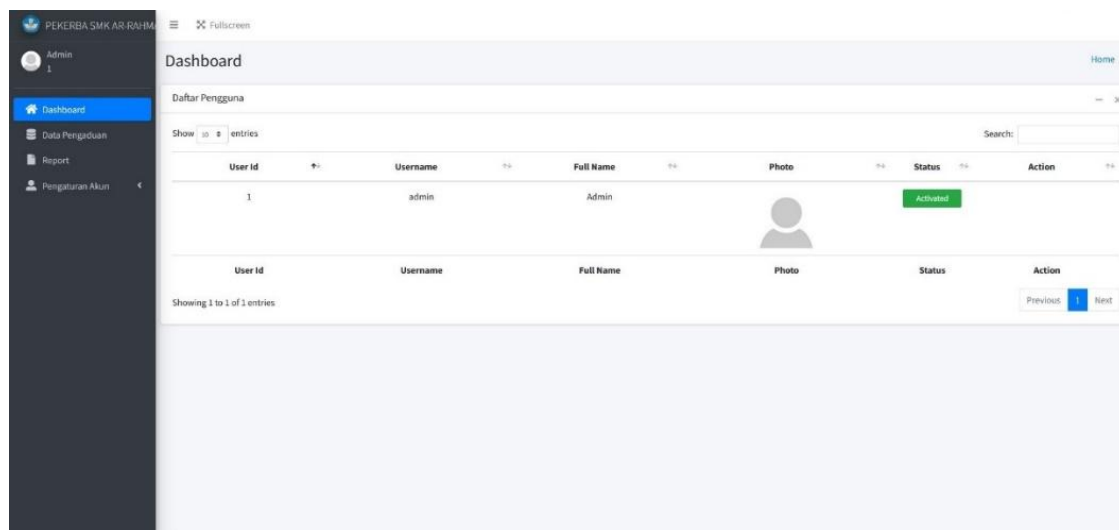 PEKERBA SMK AR-RAHMA
Fullscreen
Admin
1
Dashboard
Home
Dashboard
Data Pengaduan
Report
Pengaturan Akun
Daftar Pengguna
Show 10 entries
Search:
User Id Username Full Name Photo Status Action
1 admin Admin Activated
User Id Username Full Name Photo Status Action
Showing 1 to 1 of 1 entries
Previous 1 Next